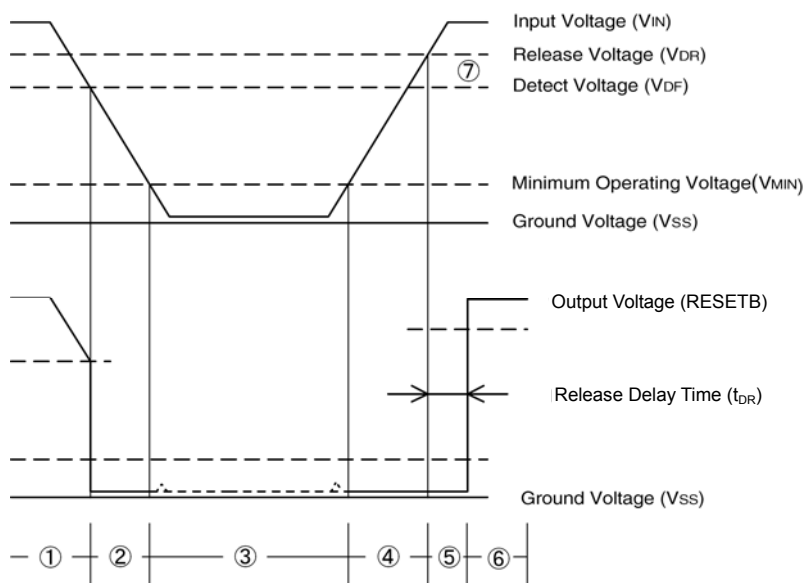 Input Voltage (VIN)
Release Voltage (VDR)
⑦
Detect Voltage (VDF)
Minimum Operating Voltage(VMIN)
Ground Voltage (Vss)
Output Voltage (RESETB)
Release Delay Time (tDR)
Ground Voltage (Vss)
① ② ③ ④ ⑤ ⑥